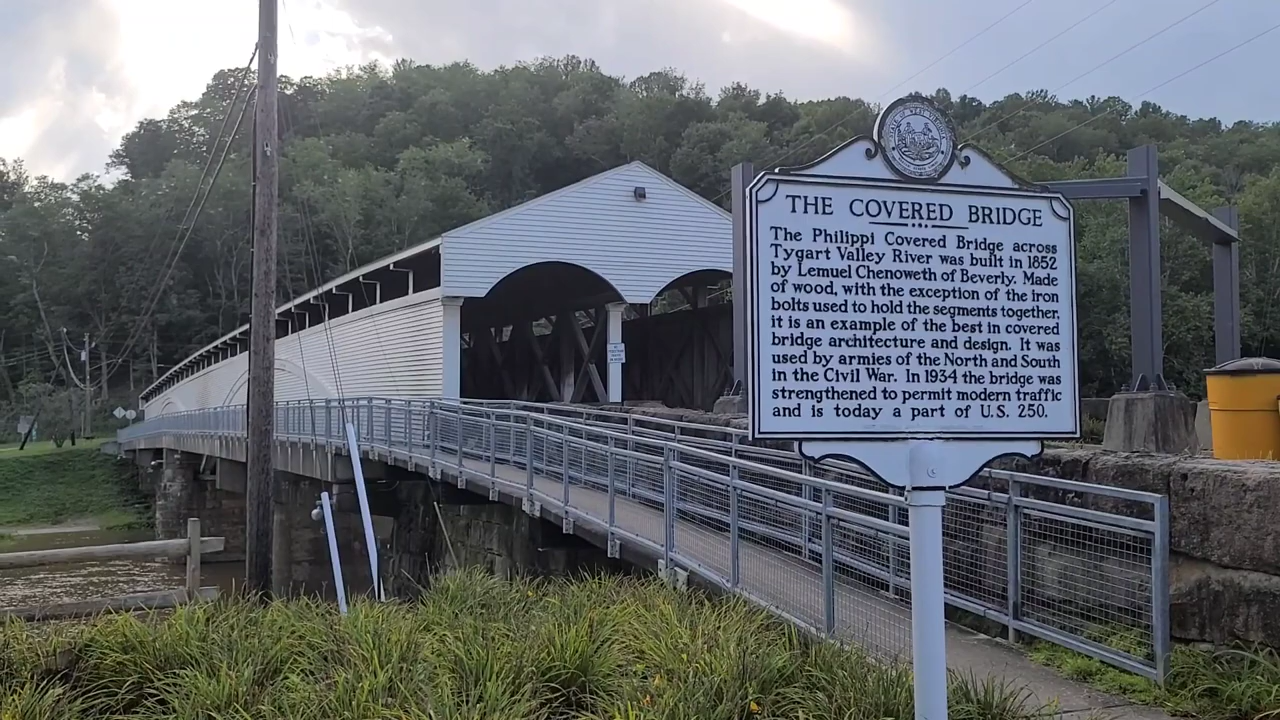 THE COVERED BRIDGE
The Philippi Covered Bridge across
Tygart Valley River was built in 1852
by Lemuel Chenoweth of Beverly. Made
of wood, with the exception of the iron
bolts used to hold the segments together,
it is an example of the best in covered
bridge architecture and design. It was
used by armies of the North and South
in the Civil War. In 1934 the bridge was
strengthened to permit modern traffic
and is today a part of U.S. 250.